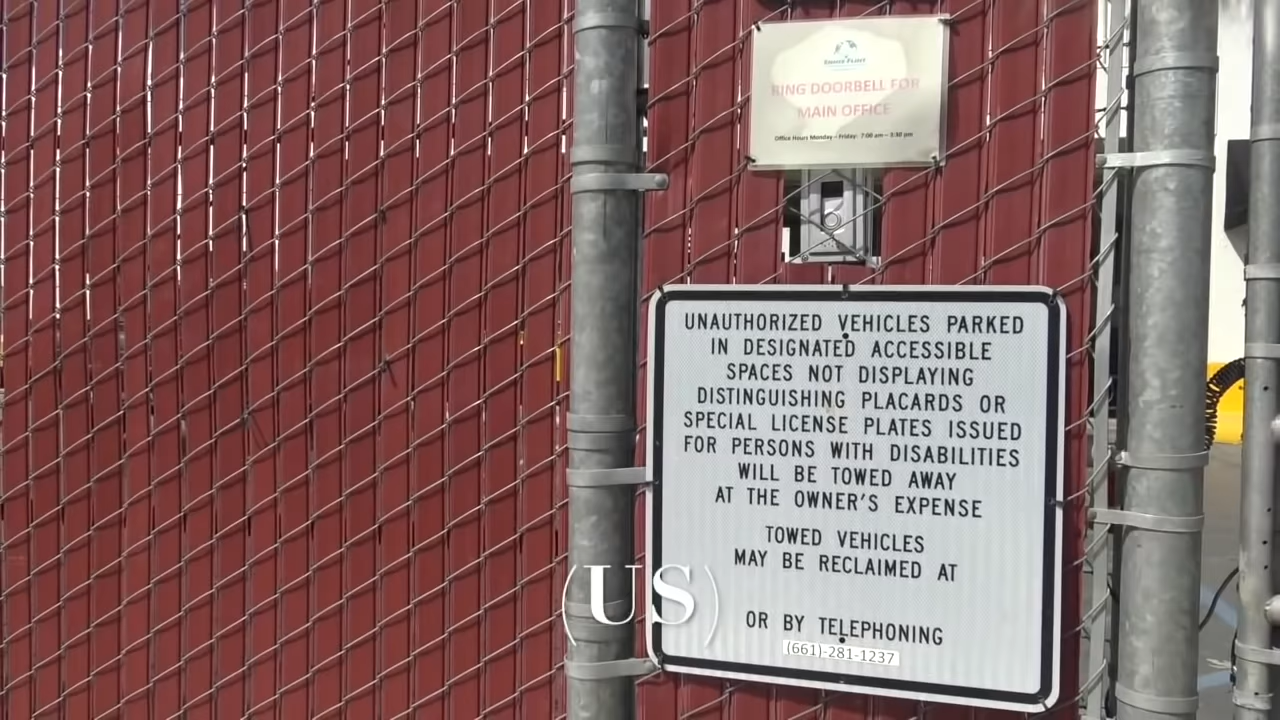 RING DOORBELL FOR
MAIN OFFICE
Office Hours Monday - Friday: 7:00 am - 3:30 pm
UNAUTHORIZED VEHICLES PARKED
IN DESIGNATED ACCESSIBLE
SPACES NOT DISPLAYING
DISTINGUISHING PLACARDS OR
SPECIAL LICENSE PLATES ISSUED
FOR PERSONS WITH DISABILITIES
WILL BE TOWED AWAY
AT THE OWNER'S EXPENSE
TOWED VEHICLES
MAY BE RECLAIMED AT
(US)
OR BY TELEPHONING
(661)-281-1237